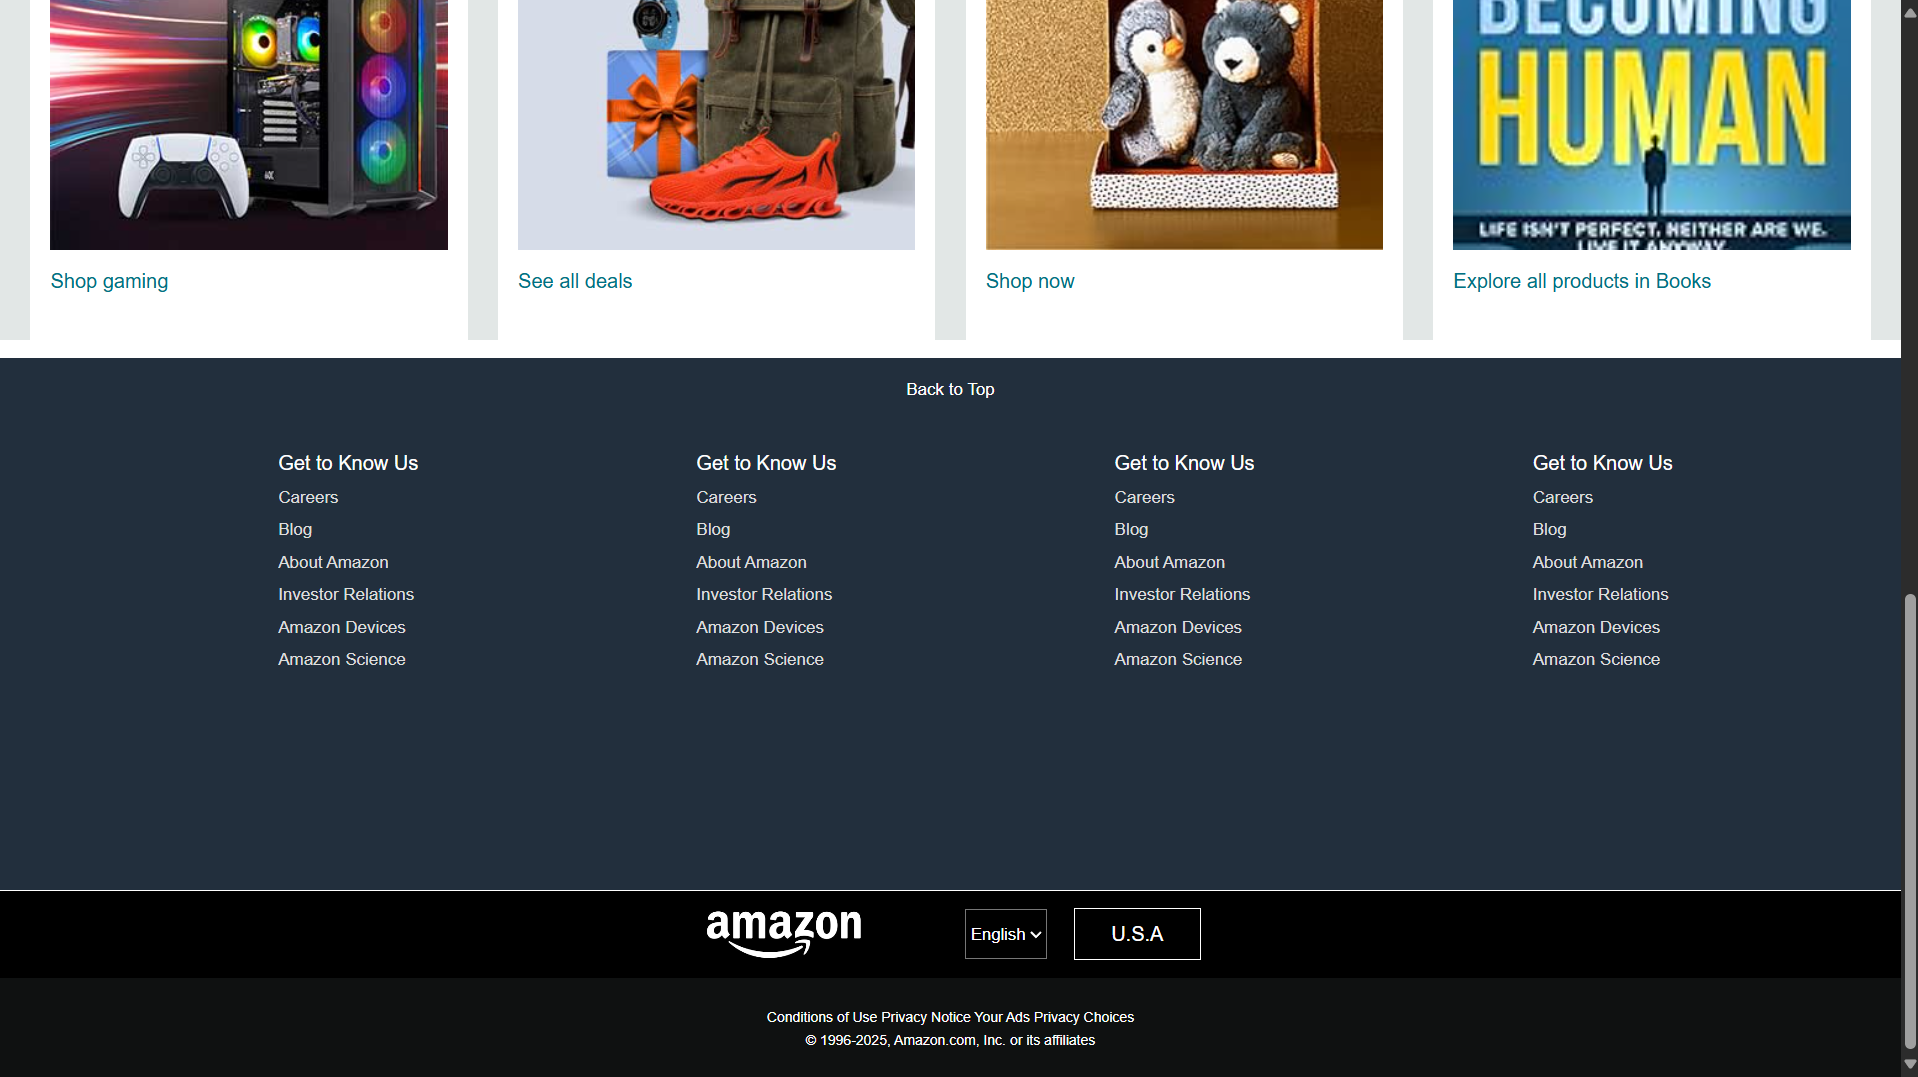 BECOMING
HUMAN
LIFE ISN'T PERFECT. NEITHER ARE WE.
LIVE IT ANYWAY
Shop gaming
See all deals
Shop now
Explore all products in Books
Back to Top
Get to Know Us
Careers
Blog
About Amazon
Investor Relations
Amazon Devices
Amazon Science
Get to Know Us
Careers
Blog
About Amazon
Investor Relations
Amazon Devices
Amazon Science
Get to Know Us
Careers
Blog
About Amazon
Investor Relations
Amazon Devices
Amazon Science
Get to Know Us
Careers
Blog
About Amazon
Investor Relations
Amazon Devices
Amazon Science
amazon
English
U.S.A
Conditions of Use Privacy Notice Your Ads Privacy Choices
© 1996-2025, Amazon.com, Inc. or its affiliates